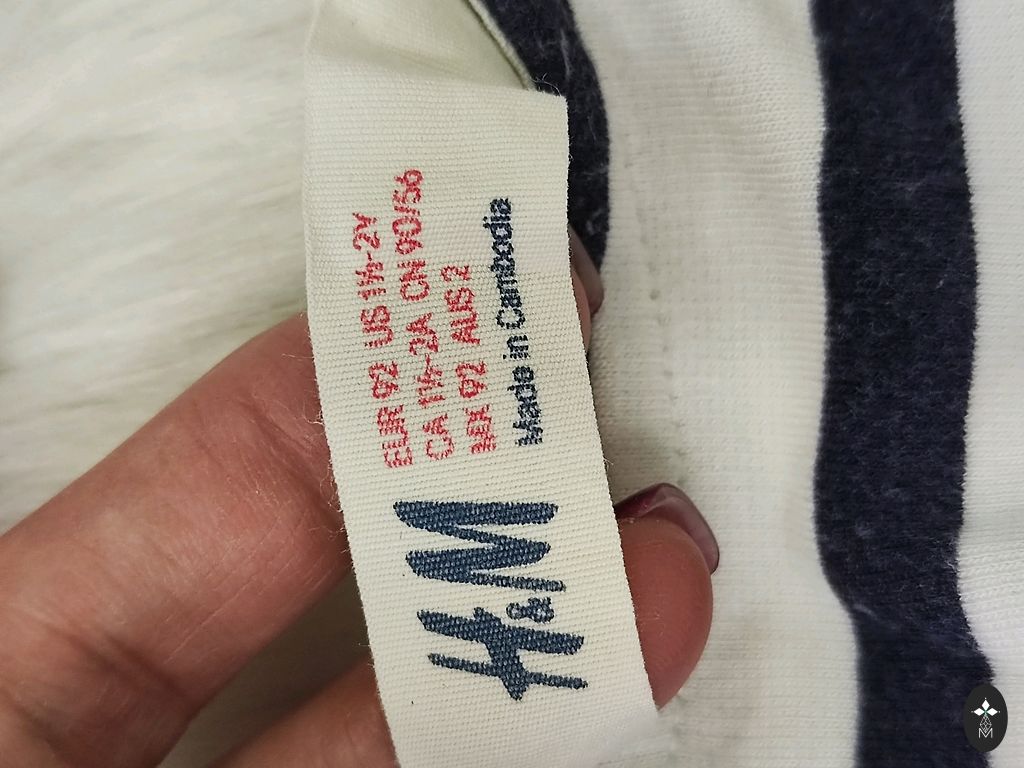 H&M
EUR 92 US 1½-2Y
CA 1½-2A CN 90/56
MX 92 AUS 2
Made in Cambodia
M